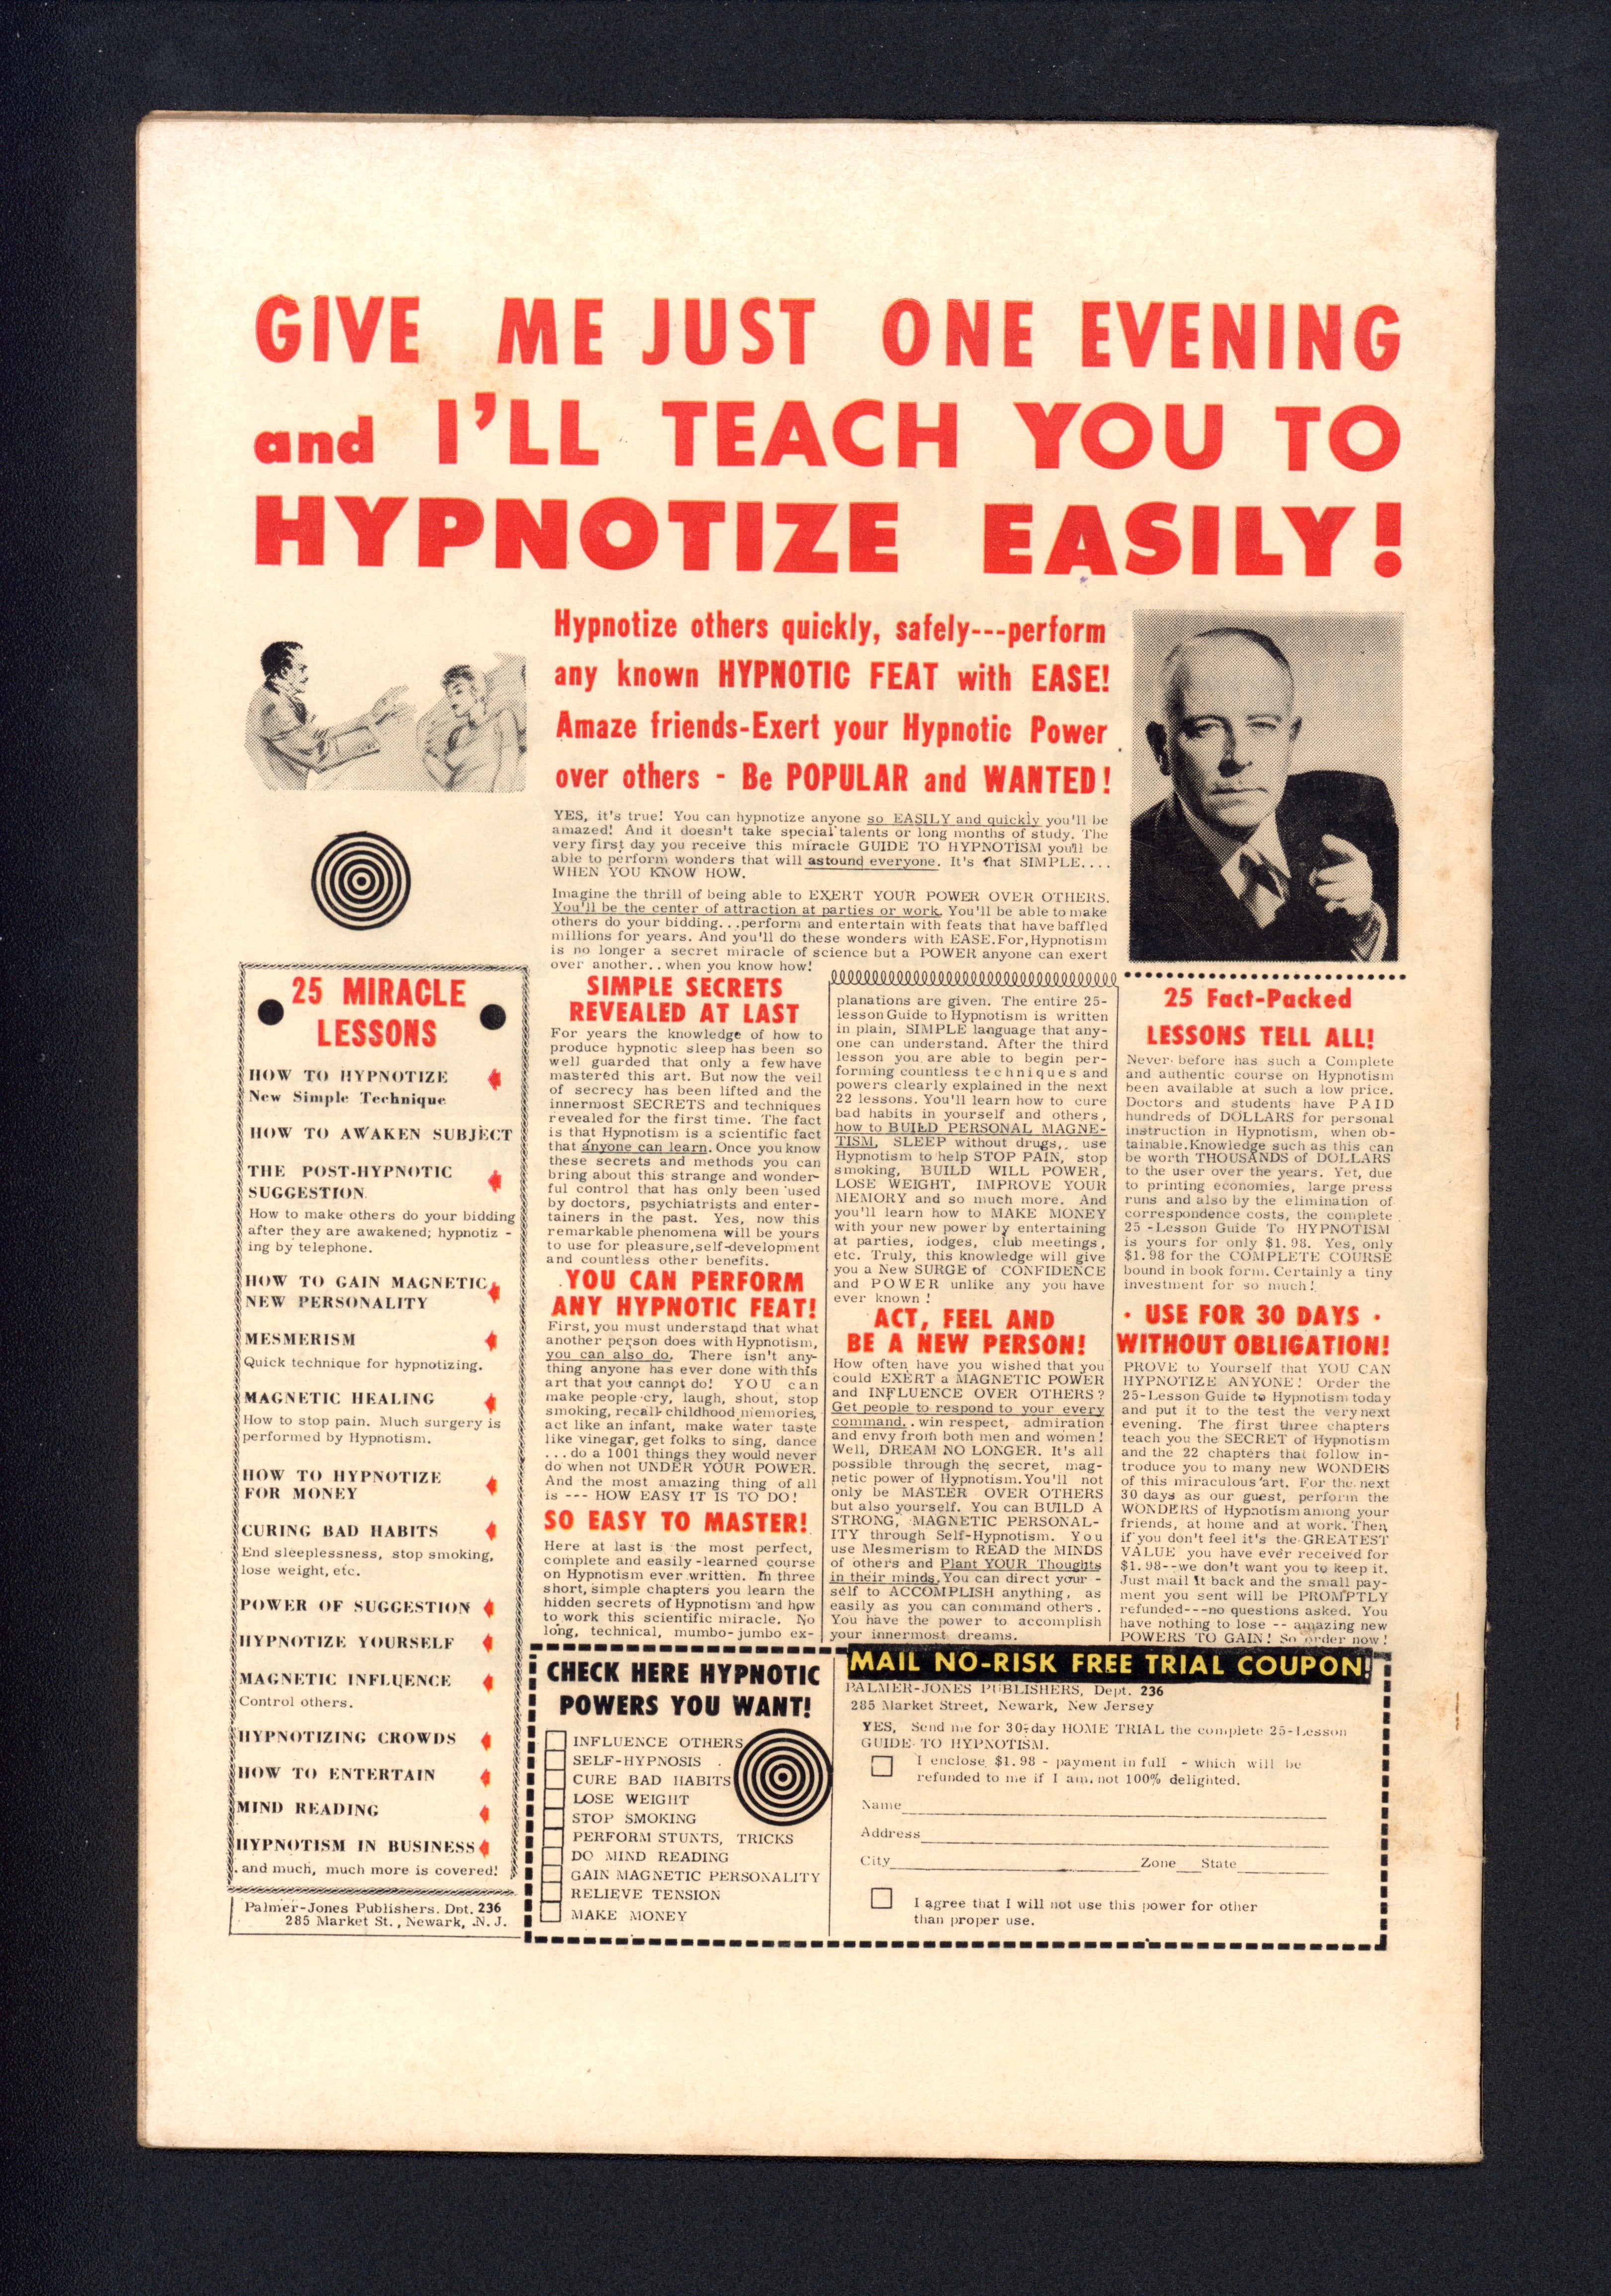 GIVE ME JUST ONE EVENING
and I'LL TEACH YOU TO
HYPNOTIZE EASILY!
Hypnotize others quickly, safely---perform
any known HYPNOTIC FEAT with EASE!
Amaze friends-Exert your Hypnotic Power
over others - Be POPULAR and WANTED!
YES, it's true! You can hypnotize anyone so EASILY and quickly you'll be
amazed! And it doesn't take special talents or long months of study. The
very first day you receive this miracle GUIDE TO HYPNOTISM you'll be
able to perform wonders that will astound everyone. It's that SIMPLE....
WHEN YOU KNOW HOW.
Imagine the thrill of being able to EXERT YOUR POWER OVER OTHERS.
You'll be the center of attraction at parties or work. You'll be able to make
others do your bidding...perform and entertain with feats that have baffled
millions for years. And you'll do these wonders with EASE. For, Hypnotism
is no longer a secret miracle of science but a POWER anyone can exert
over another.. when you know how!
25 MIRACLE
LESSONS
HOW TO HYPNOTIZE
New Simple Technique
HOW TO AWAKEN SUBJECT
THE POST-HYPNOTIC
SUGGESTION
How to make others do your bidding
after they are awakened; hypnotiz -
ing by telephone.
HOW TO GAIN MAGNETIC
NEW PERSONALITY
MESMERISM
Quick technique for hypnotizing.
MAGNETIC HEALING
How to stop pain. Much surgery is
performed by Hypnotism.
HOW TO HYPNOTIZE
FOR MONEY
CURING BAD HABITS
End sleeplessness, stop smoking,
lose weight, etc.
POWER OF SUGGESTION
HYPNOTIZE YOURSELF
MAGNETIC INFLUENCE
Control others.
HYPNOTIZING CROWDS
HOW TO ENTERTAIN
MIND READING
HYPNOTISM IN BUSINESS
. and much, much more is covered!
Palmer-Jones Publishers. Dpt. 236
285 Market St., Newark, N. J.
SIMPLE SECRETS
REVEALED AT LAST
For years the knowledge of how to
produce hypnotic sleep has been so
well guarded that only a few have
mastered this art. But now the veil
of secrecy has been lifted and the
innermost SECRETS and techniques
revealed for the first time. The fact
is that Hypnotism is a scientific fact
that anyone can learn. Once you know
these secrets and methods you can
bring about this strange and wonder-
ful control that has only been used
by doctors, psychiatrists and enter-
tainers in the past. Yes, now this
remarkable phenomena will be yours
to use for pleasure, self-development
and countless other benefits.
YOU CAN PERFORM
ANY HYPNOTIC FEAT!
First, you must understand that what
another person does with Hypnotism,
you can also do. There isn't any-
thing anyone has ever done with this
art that you cannot do! YOU can
make people cry, laugh, shout, stop
smoking, recall childhood memories,
act like an infant, make water taste
like vinegar, get folks to sing, dance
...do a 1001 things they would never
do when not UNDER YOUR POWER.
And the most amazing thing of all
is --- HOW EASY IT IS TO DO!
SO EASY TO MASTER!
Here at last is the most perfect,
complete and easily-learned course
on Hypnotism ever written. In three
short, simple chapters you learn the
hidden secrets of Hypnotism and how
to work this scientific miracle. No
long, technical, mumbo-jumbo ex-
planations are given. The entire 25-
lesson Guide to Hypnotism is written
in plain, SIMPLE language that any-
one can understand. After the third
lesson you are able to begin per-
forming countless techniques and
powers clearly explained in the next
22 lessons. You'll learn how to cure
bad habits in yourself and others,
how to BUILD PERSONAL MAGNE-
TISM, SLEEP without drugs, use
Hypnotism to help STOP PAIN, stop
smoking, BUILD WILL POWER,
LOSE WEIGHT, IMPROVE YOUR
MEMORY and so much more. And
you'll learn how to MAKE MONEY
with your new power by entertaining
at parties, lodges, club meetings,
etc. Truly, this knowledge will give
you a New SURGE of CONFIDENCE
and POWER unlike any you have
ever known !
ACT, FEEL AND
BE A NEW PERSON!
How often have you wished that you
could EXERT a MAGNETIC POWER
and INFLUENCE OVER OTHERS?
Get people to respond to your every
command.. win respect, admiration
and envy from both men and women!
Well, DREAM NO LONGER. It's all
possible through the secret, mag-
netic power of Hypnotism. You'll not
only be MASTER OVER OTHERS
but also yourself. You can BUILD A
STRONG, MAGNETIC PERSONAL-
ITY through Self-Hypnotism. You
use Mesmerism to READ the MINDS
of others and Plant YOUR Thoughts
in their minds. You can direct your -
self to ACCOMPLISH anything, as
easily as you can command others.
You have the power to accomplish
your innermost dreams.
25 Fact-Packed
LESSONS TELL ALL!
Never before has such a Complete
and authentic course on Hypnotism
been available at such a low price.
Doctors and students have PAID
hundreds of DOLLARS for personal
instruction in Hypnotism, when ob-
tainable. Knowledge such as this can
be worth THOUSANDS of DOLLARS
to the user over the years. Yet, due
to printing economies, large press
runs and also by the elimination of
correspondence costs, the complete
25 -Lesson Guide To HYPNOTISM
is yours for only $1.98. Yes, only
$1.98 for the COMPLETE COURSE
bound in book form. Certainly a tiny
investment for so much!
· USE FOR 30 DAYS ·
WITHOUT OBLIGATION!
PROVE to Yourself that YOU CAN
HYPNOTIZE ANYONE! Order the
25-Lesson Guide to Hypnotism today
and put it to the test the very next
evening. The first three chapters
teach you the SECRET of Hypnotism
and the 22 chapters that follow in-
troduce you to many new WONDERS
of this miraculous art. For the next
30 days as our guest, perform the
WONDERS of Hypnotism among your
friends, at home and at work. Then,
if you don't feel it's the GREATEST
VALUE you have ever received for
$1.98--we don't want you to keep it.
Just mail it back and the small pay-
ment you sent will be PROMPTLY
refunded---no questions asked. You
have nothing to lose -- amazing new
POWERS TO GAIN! So order now!
CHECK HERE HYPNOTIC
POWERS YOU WANT!
INFLUENCE OTHERS
SELF-HYPNOSIS
CURE BAD HABITS
LOSE WEIGHT
STOP SMOKING
PERFORM STUNTS, TRICKS
DO MIND READING
GAIN MAGNETIC PERSONALITY
RELIEVE TENSION
MAKE MONEY
MAIL NO-RISK FREE TRIAL COUPON!
PALMER-JONES PUBLISHERS, Dept. 236
285 Market Street, Newark, New Jersey
YES, Send me for 30-day HOME TRIAL the complete 25-Lesson
GUIDE TO HYPNOTISM.
I enclose $1.98 - payment in full - which will be
refunded to me if I am not 100% delighted.
Name
Address
City Zone State
I agree that I will not use this power for other
than proper use.